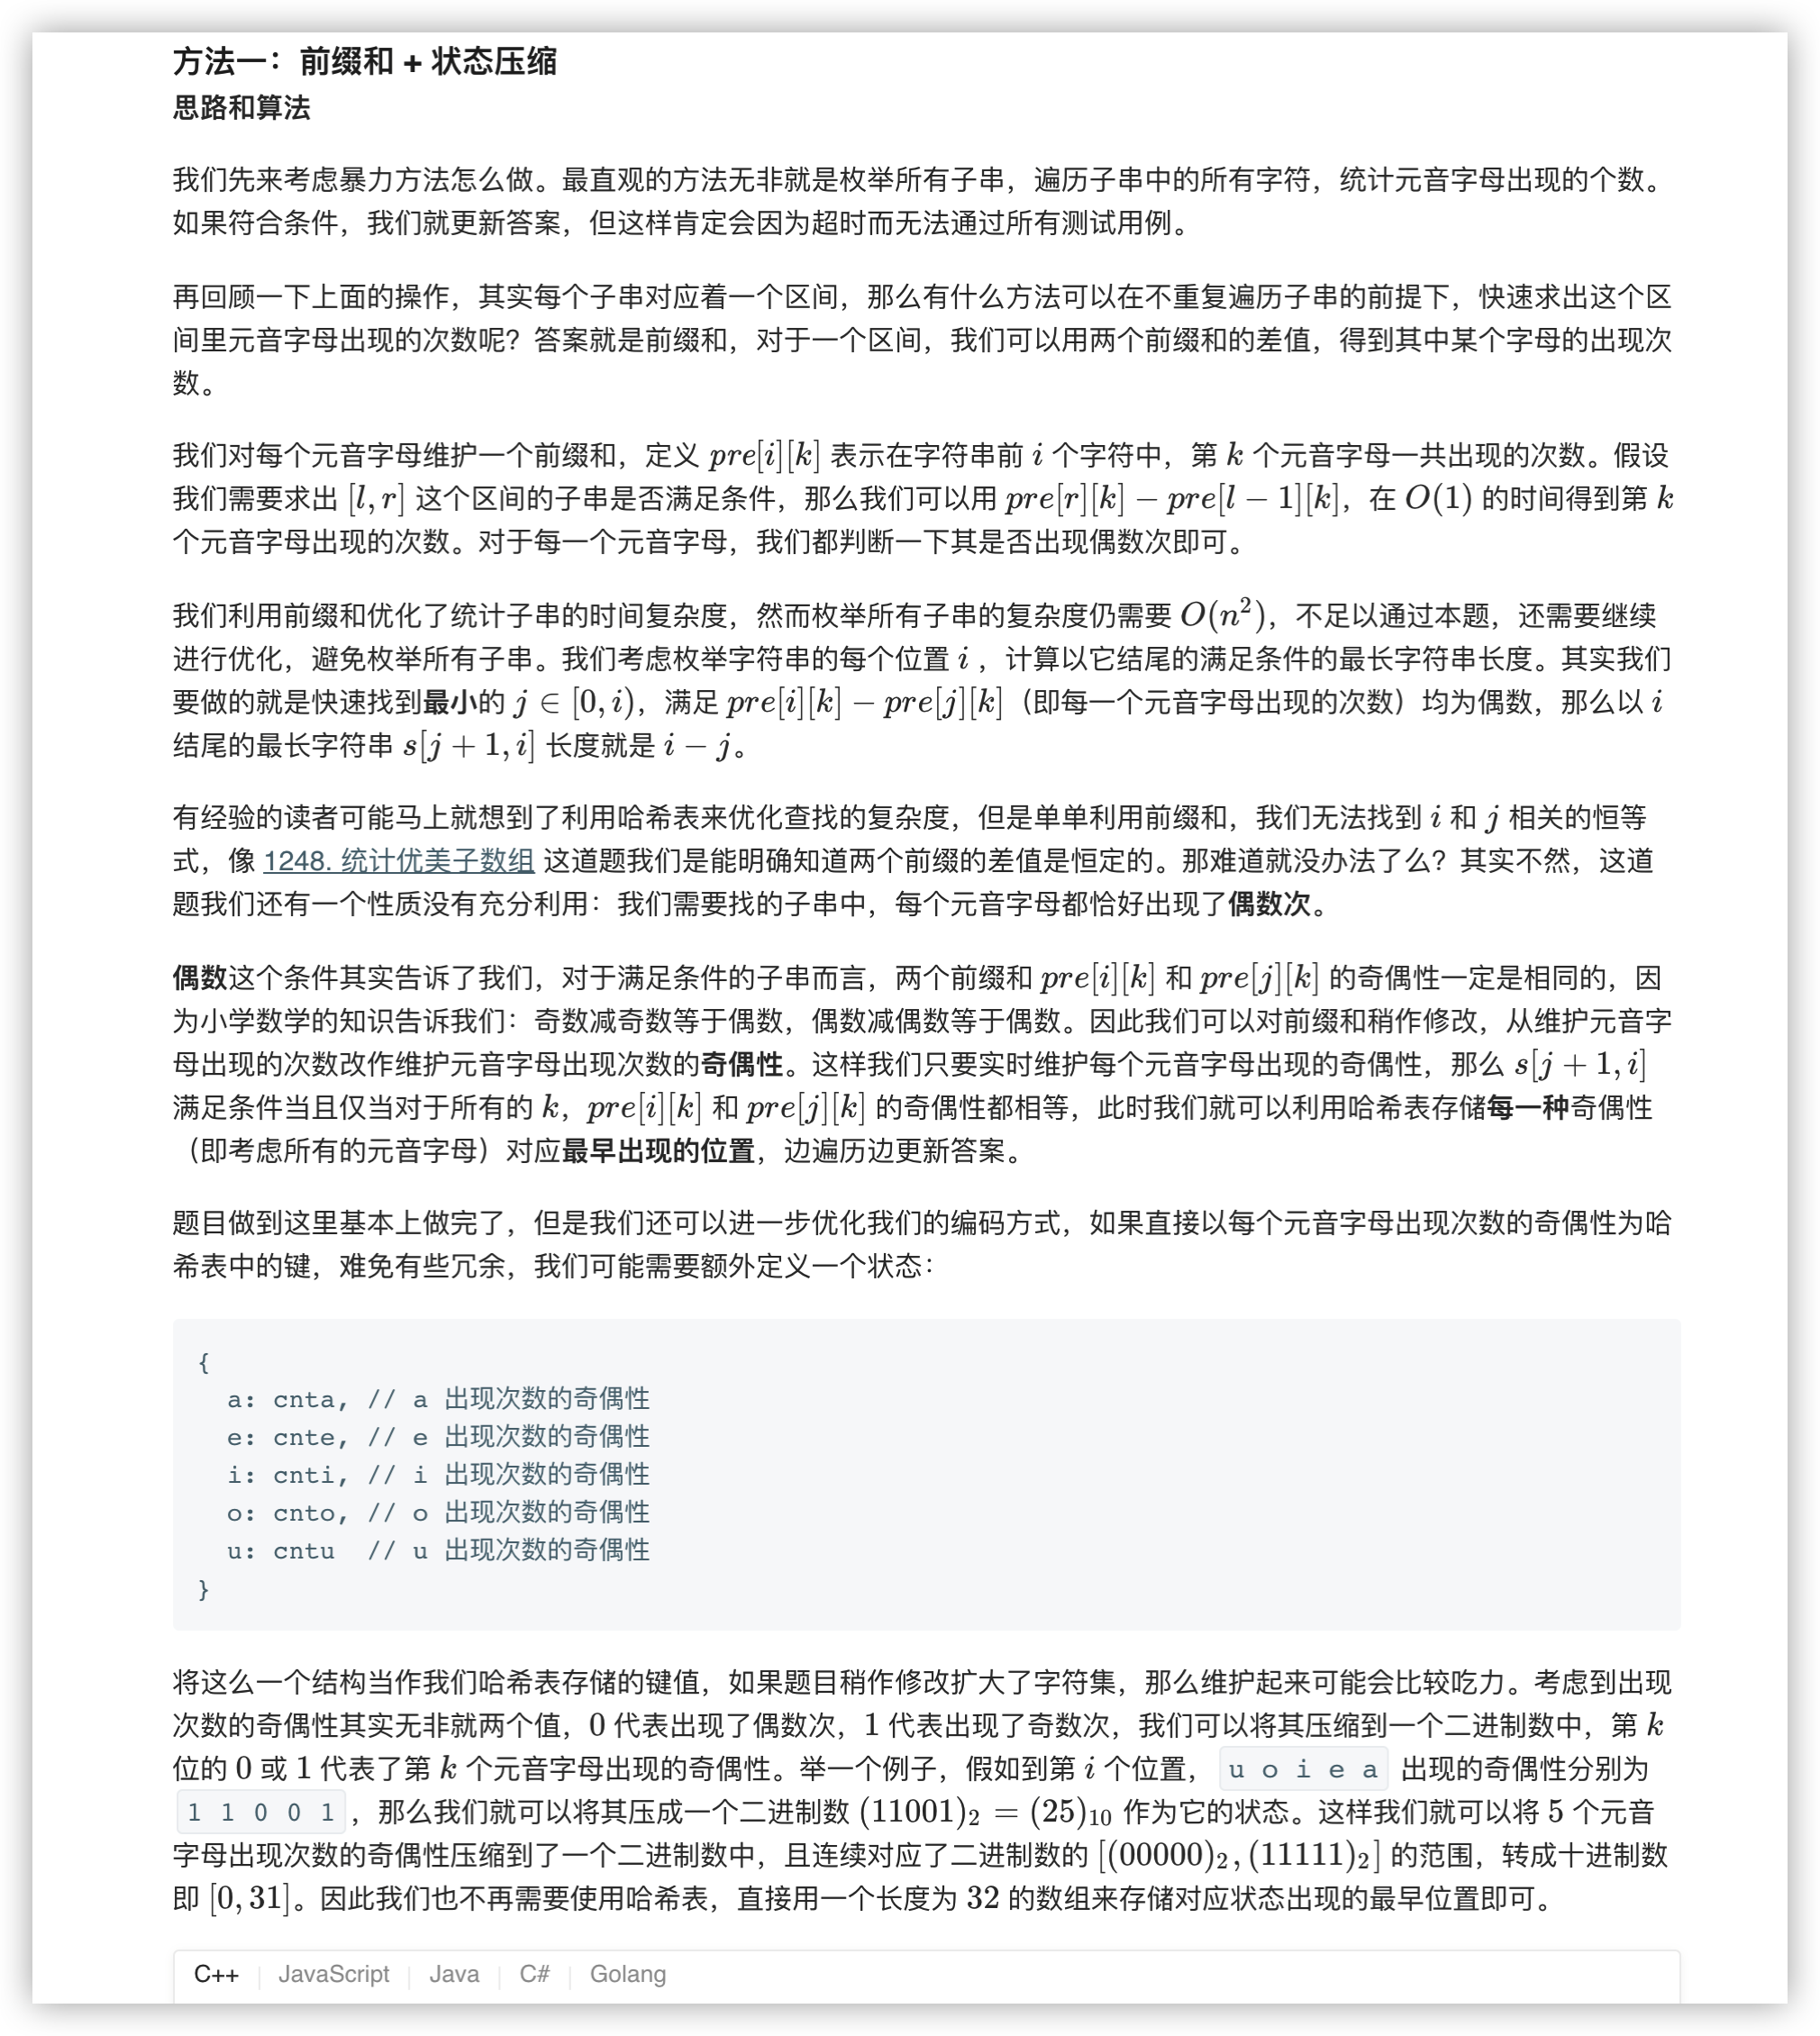 方法一：前缀和 + 状态压缩
思路和算法
我们先来考虑暴力方法怎么做。最直观的方法无非就是枚举所有子串，遍历子串中的所有字符，统计元音字母出现的个数。
如果符合条件，我们就更新答案，但这样肯定会因为超时而无法通过所有测试用例。
再回顾一下上面的操作，其实每个子串对应着一个区间，那么有什么方法可以在不重复遍历子串的前提下，快速求出这个区
间里元音字母出现的次数呢？答案就是前缀和，对于一个区间，我们可以用两个前缀和的差值，得到其中某个字母的出现次
数。
我们对每个元音字母维护一个前缀和，定义 pre[i][k] 表示在字符串前 i 个字符中，第 k 个元音字母一共出现的次数。假设
我们需要求出 [l, r] 这个区间的子串是否满足条件，那么我们可以用 pre[r][k] − pre[l − 1][k]，在 O(1) 的时间得到第 k
个元音字母出现的次数。对于每一个元音字母，我们都判断一下其是否出现偶数次即可。
我们利用前缀和优化了统计子串的时间复杂度，然而枚举所有子串的复杂度仍需要 O(n²)，不足以通过本题，还需要继续
进行优化，避免枚举所有子串。我们考虑枚举字符串的每个位置 i ，计算以它结尾的满足条件的最长字符串长度。其实我们
要做的就是快速找到最小的 j ∈ [0, i)，满足 pre[i][k] − pre[j][k]（即每一个元音字母出现的次数）均为偶数，那么以 i
结尾的最长字符串 s[j + 1, i] 长度就是 i − j。
有经验的读者可能马上就想到了利用哈希表来优化查找的复杂度，但是单单利用前缀和，我们无法找到 i 和 j 相关的恒等
式，像 1248. 统计优美子数组 这道题我们是能明确知道两个前缀的差值是恒定的。那难道就没办法了么？其实不然，这道
题我们还有一个性质没有充分利用：我们需要找的子串中，每个元音字母都恰好出现了偶数次。
偶数这个条件其实告诉了我们，对于满足条件的子串而言，两个前缀和 pre[i][k] 和 pre[j][k] 的奇偶性一定是相同的，因
为小学数学的知识告诉我们：奇数减奇数等于偶数，偶数减偶数等于偶数。因此我们可以对前缀和稍作修改，从维护元音字
母出现的次数改作维护元音字母出现次数的奇偶性。这样我们只要实时维护每个元音字母出现的奇偶性，那么 s[j + 1, i]
满足条件当且仅当对于所有的 k，pre[i][k] 和 pre[j][k] 的奇偶性都相等，此时我们就可以利用哈希表存储每一种奇偶性
（即考虑所有的元音字母）对应最早出现的位置，边遍历边更新答案。
题目做到这里基本上做完了，但是我们还可以进一步优化我们的编码方式，如果直接以每个元音字母出现次数的奇偶性为哈
希表中的键，难免有些冗余，我们可能需要额外定义一个状态：
{
a: cnta, // a 出现次数的奇偶性
e: cnte, // e 出现次数的奇偶性
i: cnti, // i 出现次数的奇偶性
o: cnto, // o 出现次数的奇偶性
u: cntu // u 出现次数的奇偶性
}
将这么一个结构当作我们哈希表存储的键值，如果题目稍作修改扩大了字符集，那么维护起来可能会比较吃力。考虑到出现
次数的奇偶性其实无非就两个值，0 代表出现了偶数次，1 代表出现了奇数次，我们可以将其压缩到一个二进制数中，第 k
位的 0 或 1 代表了第 k 个元音字母出现的奇偶性。举一个例子，假如到第 i 个位置， u o i e a 出现的奇偶性分别为
1 1 0 0 1 ，那么我们就可以将其压成一个二进制数 (11001)₂ = (25)₁₀ 作为它的状态。这样我们就可以将 5 个元音
字母出现次数的奇偶性压缩到了一个二进制数中，且连续对应了二进制数的 [(00000)₂, (11111)₂] 的范围，转成十进制数
即 [0, 31]。因此我们也不再需要使用哈希表，直接用一个长度为 32 的数组来存储对应状态出现的最早位置即可。
C++ JavaScript Java C# Golang